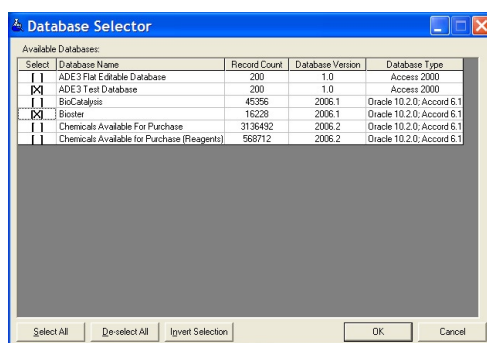 Database Selector
Available Databases:
Select Database Name Record Count Database Version Database Type
[ ] ADE3 Flat Editable Database 200 1.0 Access 2000
[X] ADE3 Test Database 200 1.0 Access 2000
[ ] BioCatalysis 45356 2006.1 Oracle 10.2.0; Accord 6.1
[X] Bioster 16228 2006.1 Oracle 10.2.0; Accord 6.1
[ ] Chemicals Available For Purchase 3136492 2006.2 Oracle 10.2.0; Accord 6.1
[ ] Chemicals Available for Purchase (Reagents) 568712 2006.2 Oracle 10.2.0; Accord 6.1
Select All De-select All Invert Selection OK Cancel